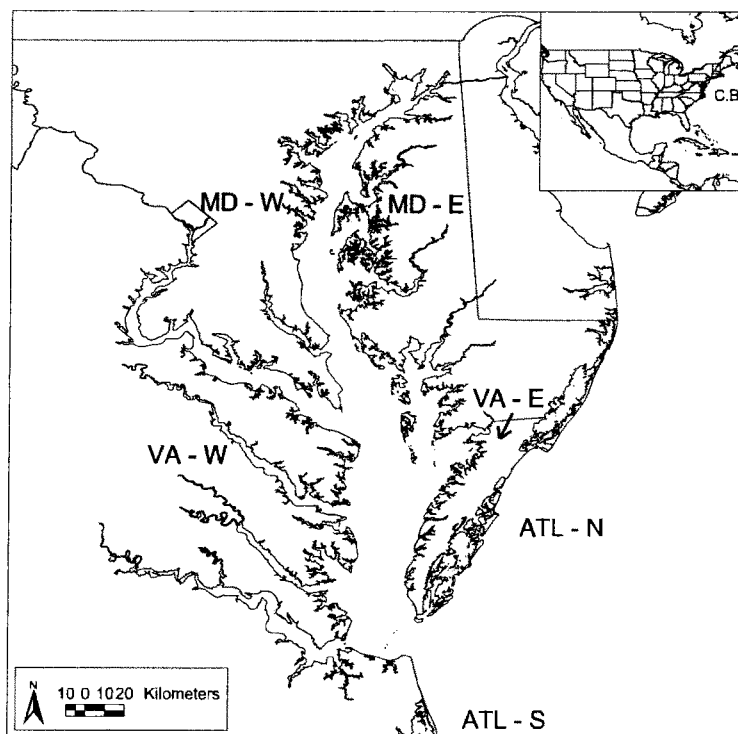 C.B
MD - W
MD - E
VA - E
VA - W
ATL - N
N
10 0 1020 Kilometers
ATL - S